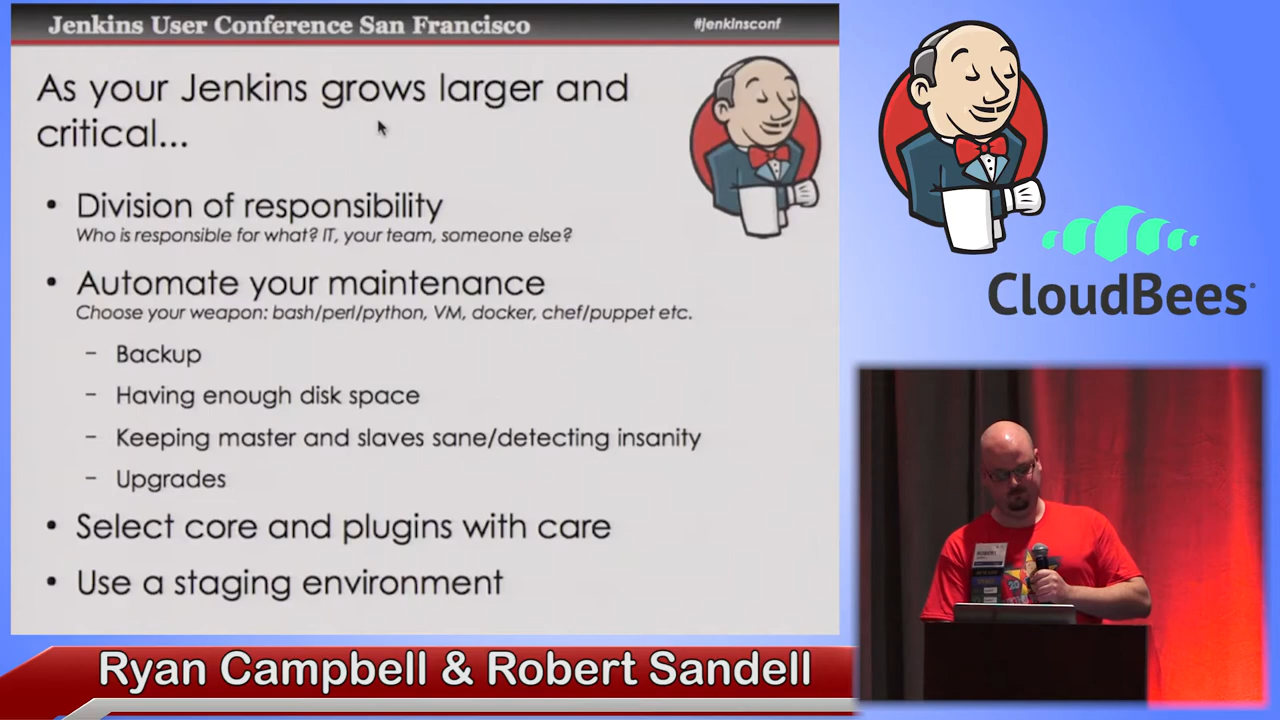 Jenkins User Conference San Francisco
#jenkinsconf
As your Jenkins grows larger and
critical...
• Division of responsibility
Who is responsible for what? IT, your team, someone else?
• Automate your maintenance
Choose your weapon: bash/perl/python, VM, docker, chef/puppet etc.
– Backup
– Having enough disk space
– Keeping master and slaves sane/detecting insanity
– Upgrades
• Select core and plugins with care
• Use a staging environment
CloudBees
ROBERT
Ryan Campbell & Robert Sandell